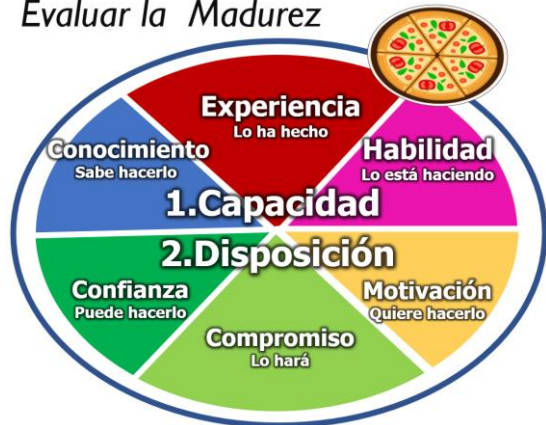 Evaluar la Madurez
Experiencia
Lo ha hecho
Conocimiento
Sabe hacerlo
Habilidad
Lo está haciendo
1.Capacidad
2.Disposición
Confianza
Puede hacerlo
Motivación
Quiere hacerlo
Compromiso
Lo hará